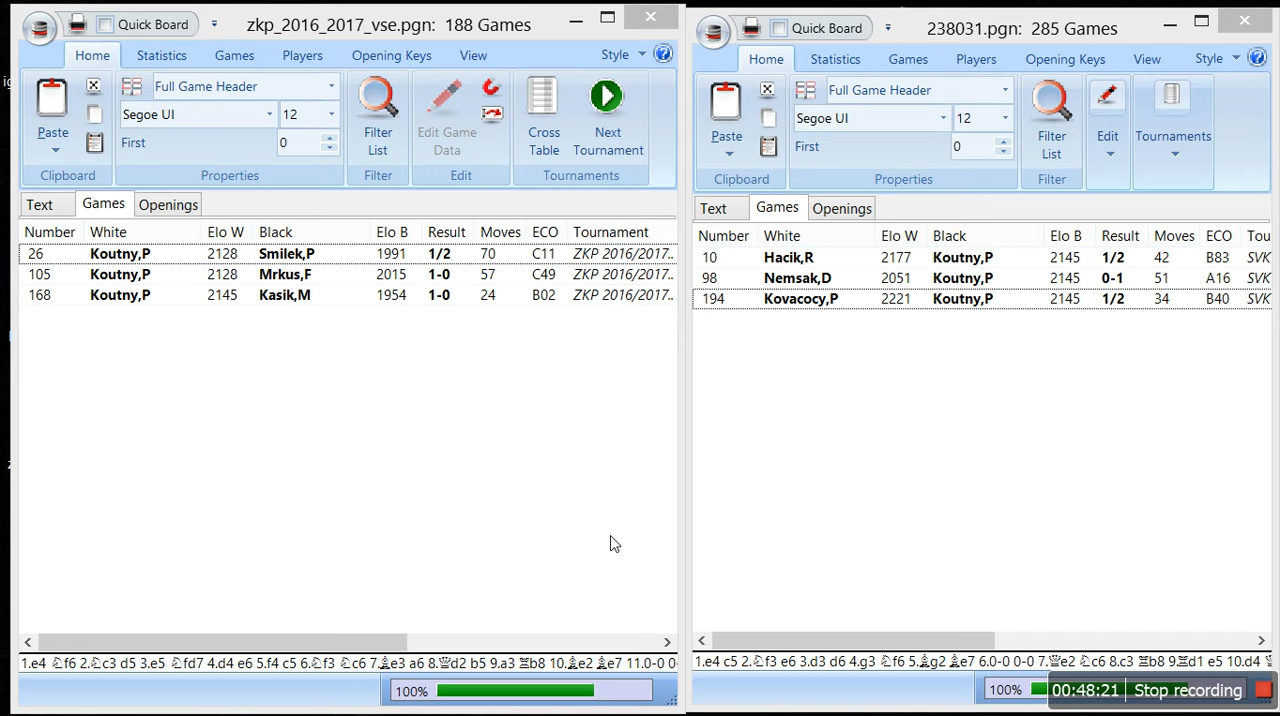 Quick Board
zkp_2016_2017_vse.pgn: 188 Games
Home Statistics Games Players Opening Keys View Style
Paste
Clipboard
Full Game Header
Segoe UI 12
First 0
Properties
Filter List
Filter
Edit Game Data
Edit
Cross Table
Next Tournament
Tournaments
Text Games Openings
Number White Elo W Black Elo B Result Moves ECO Tournament
26 Koutny,P 2128 Smilek,P 1991 1/2 70 C11 ZKP 2016/2017..
105 Koutny,P 2128 Mrkus,F 2015 1-0 57 C49 ZKP 2016/2017..
168 Koutny,P 2145 Kasik,M 1954 1-0 24 B02 ZKP 2016/2017..
1.e4 ♘f6 2.♘c3 d5 3.e5 ♘fd7 4.d4 e6 5.f4 c5 6.♘f3 ♘c6 7.♗e3 a6 8.♕d2 b5 9.a3 ♖b8 10.♗e2 ♗e7 11.0-0 0-0
100%
Quick Board
238031.pgn: 285 Games
Home Statistics Games Players Opening Keys View Style
Paste
Clipboard
Full Game Header
Segoe UI 12
First 0
Properties
Filter List
Filter
Edit
Tournaments
Text Games Openings
Number White Elo W Black Elo B Result Moves ECO Tou
10 Hacik,R 2177 Koutny,P 2145 1/2 42 B83 SVK
98 Nemsak,D 2051 Koutny,P 2145 0-1 51 A16 SVK
194 Kovacocy,P 2221 Koutny,P 2145 1/2 34 B40 SVK
1.e4 c5 2.♘f3 e6 3.d3 d5 4.g3 ♘f6 5.♗g2 ♗e7 6.0-0 0-0 7.♕e2 ♘c6 8.c3 ♖b8 9.♖d1 e5 10.d4
100%
00:48:21 Stop recording